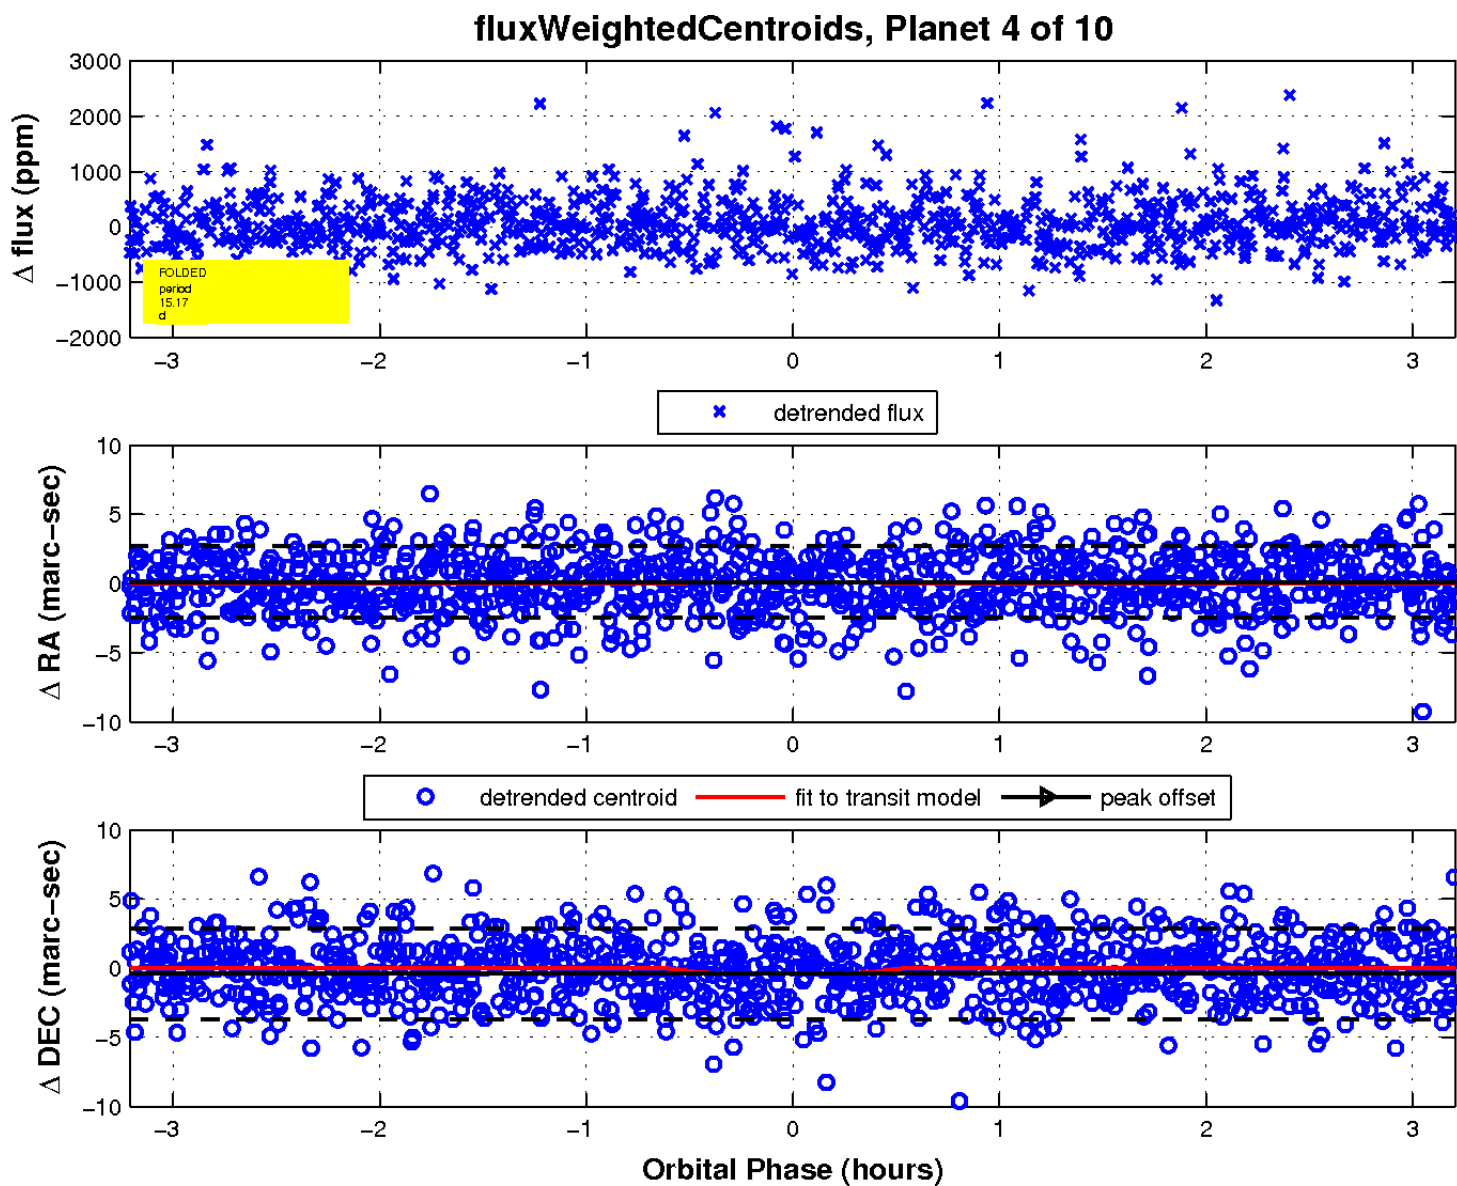 fluxWeightedCentroids, Planet 4 of 10
Δ flux (ppm)
3000
2000
1000
0
−1000
−2000
FOLDED
period
15.17
d
−3 −2 −1 0 1 2 3
detrended flux
Δ RA (marc−sec)
10
5
0
−5
−10
−3 −2 −1 0 1 2 3
detrended centroid fit to transit model peak offset
Δ DEC (marc−sec)
10
5
0
−5
−10
−3 −2 −1 0 1 2 3
Orbital Phase (hours)